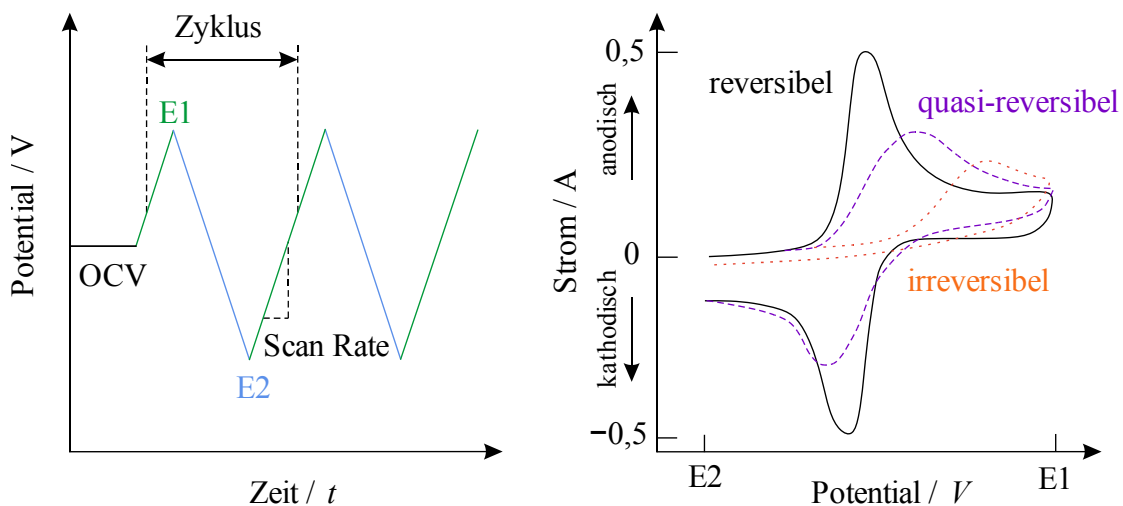 Zyklus
E1
Potential / V
OCV
Scan Rate
E2
Zeit / t
0,5
reversibel
quasi-reversibel
anodisch
Strom / A
0
irreversibel
kathodisch
−0,5
E2
E1
Potential / V